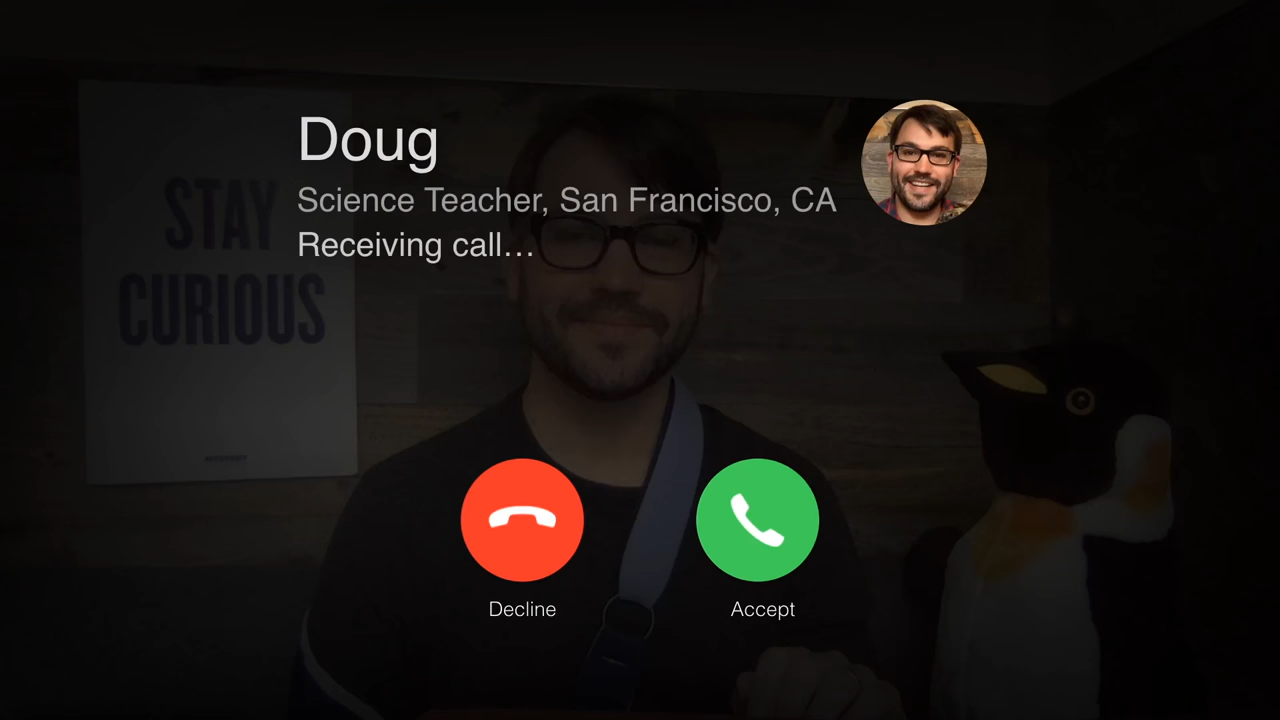 Doug
Science Teacher, San Francisco, CA
Receiving call…
STAY
CURIOUS
Decline
Accept